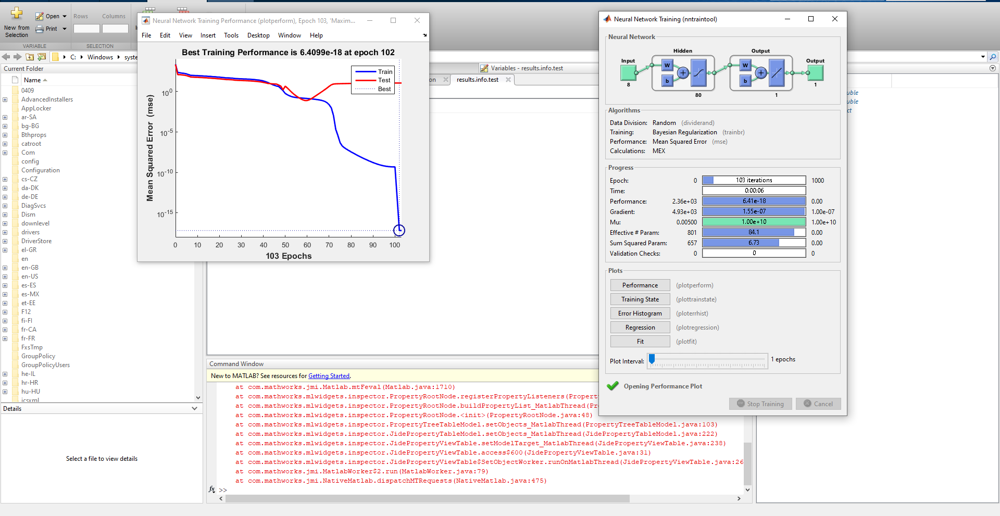 New from
Selection
Open
Print
Rows
Columns
VARIABLE
SELECTION
C:
Windows
syste
Current Folder
Name
0409
AdvancedInstallers
AppLocker
ar-SA
bg-BG
Bthprops
catroot
Com
config
Configuration
cs-CZ
da-DK
de-DE
DiagSvcs
Dism
downlevel
drivers
DriverStore
el-GR
en
en-GB
en-US
es-ES
es-MX
et-EE
F12
fi-FI
fr-CA
fr-FR
FxsTmp
GroupPolicy
GroupPolicyUsers
he-IL
hr-HR
hu-HU
icsxml
Details
Select a file to view details
Neural Network Training Performance (plotperform), Epoch 103, 'Maxim...
File Edit View Insert Tools Desktop Window Help
Best Training Performance is 6.4099e-18 at epoch 102
Train
Test
Best
10^0
10^-5
10^-10
10^-15
Mean Squared Error (mse)
0 10 20 30 40 50 60 70 80 90 100
103 Epochs
Variables - results.info.test
on
results.info.test
uble
uble
ct
Command Window
New to MATLAB? See resources for Getting Started.
at com.mathworks.jmi.Matlab.mtFeval(Matlab.java:1710)
at com.mathworks.mlwidgets.inspector.PropertyRootNode.registerPropertyListeners(Propert
at com.mathworks.mlwidgets.inspector.PropertyRootNode.buildPropertyList_MatlabThread(Pr
at com.mathworks.mlwidgets.inspector.PropertyRootNode.<init>(PropertyRootNode.java:48)
at com.mathworks.mlwidgets.inspector.PropertyTreeTableModel.setObjects_MatlabThread(PropertyTreeTableModel.java:103)
at com.mathworks.mlwidgets.inspector.JidePropertyTableModel.setObjects_MatlabThread(JidePropertyTableModel.java:222)
at com.mathworks.mlwidgets.inspector.JidePropertyViewTable.setModelTarget_MatlabThread(JidePropertyViewTable.java:238)
at com.mathworks.mlwidgets.inspector.JidePropertyViewTable.access$600(JidePropertyViewTable.java:31)
at com.mathworks.mlwidgets.inspector.JidePropertyViewTable$SetObjectWorker.runOnMatlabThread(JidePropertyViewTable.java:26
at com.mathworks.jmi.MatlabWorker$2.run(MatlabWorker.java:79)
at com.mathworks.jmi.NativeMatlab.dispatchMTRequests(NativeMatlab.java:475)
fx >>
Neural Network Training (nntraintool)
Neural Network
Hidden
Output
Input
W
b
W
b
Output
8
80
1
1
Algorithms
Data Division: Random (dividerand)
Training: Bayesian Regularization (trainbr)
Performance: Mean Squared Error (mse)
Calculations: MEX
Progress
Epoch: 0 103 iterations 1000
Time: 0:00:06
Performance: 2.36e+03 6.41e-18 0.00
Gradient: 4.93e+03 1.55e-07 1.00e-07
Mu: 0.00500 1.00e+10 1.00e+10
Effective # Param: 801 84.1 0.00
Sum Squared Param: 657 6.73 0.00
Validation Checks: 0 0 0
Plots
Performance (plotperform)
Training State (plottrainstate)
Error Histogram (ploterrhist)
Regression (plotregression)
Fit (plotfit)
Plot Interval: 1 epochs
Opening Performance Plot
Stop Training
Cancel